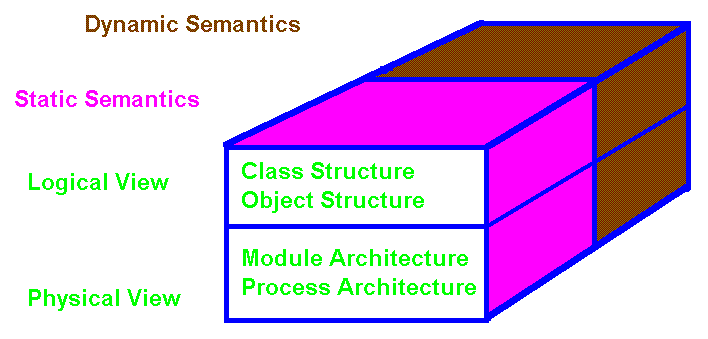 Dynamic Semantics
Static Semantics
Logical View
Class Structure
Object Structure
Physical View
Module Architecture
Process Architecture